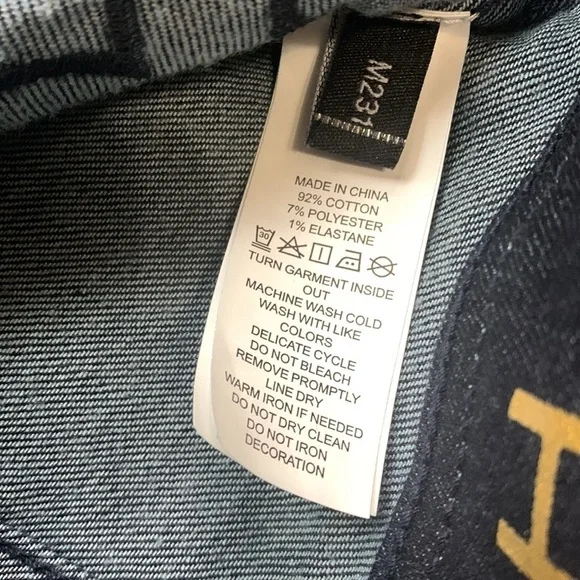 M231
MADE IN CHINA
92% COTTON
7% POLYESTER
1% ELASTANE
30
TURN GARMENT INSIDE
OUT
MACHINE WASH COLD
WASH WITH LIKE
COLORS
DELICATE CYCLE
DO NOT BLEACH
REMOVE PROMPTLY
LINE DRY
WARM IRON IF NEEDED
DO NOT DRY CLEAN
DO NOT IRON
DECORATION
H